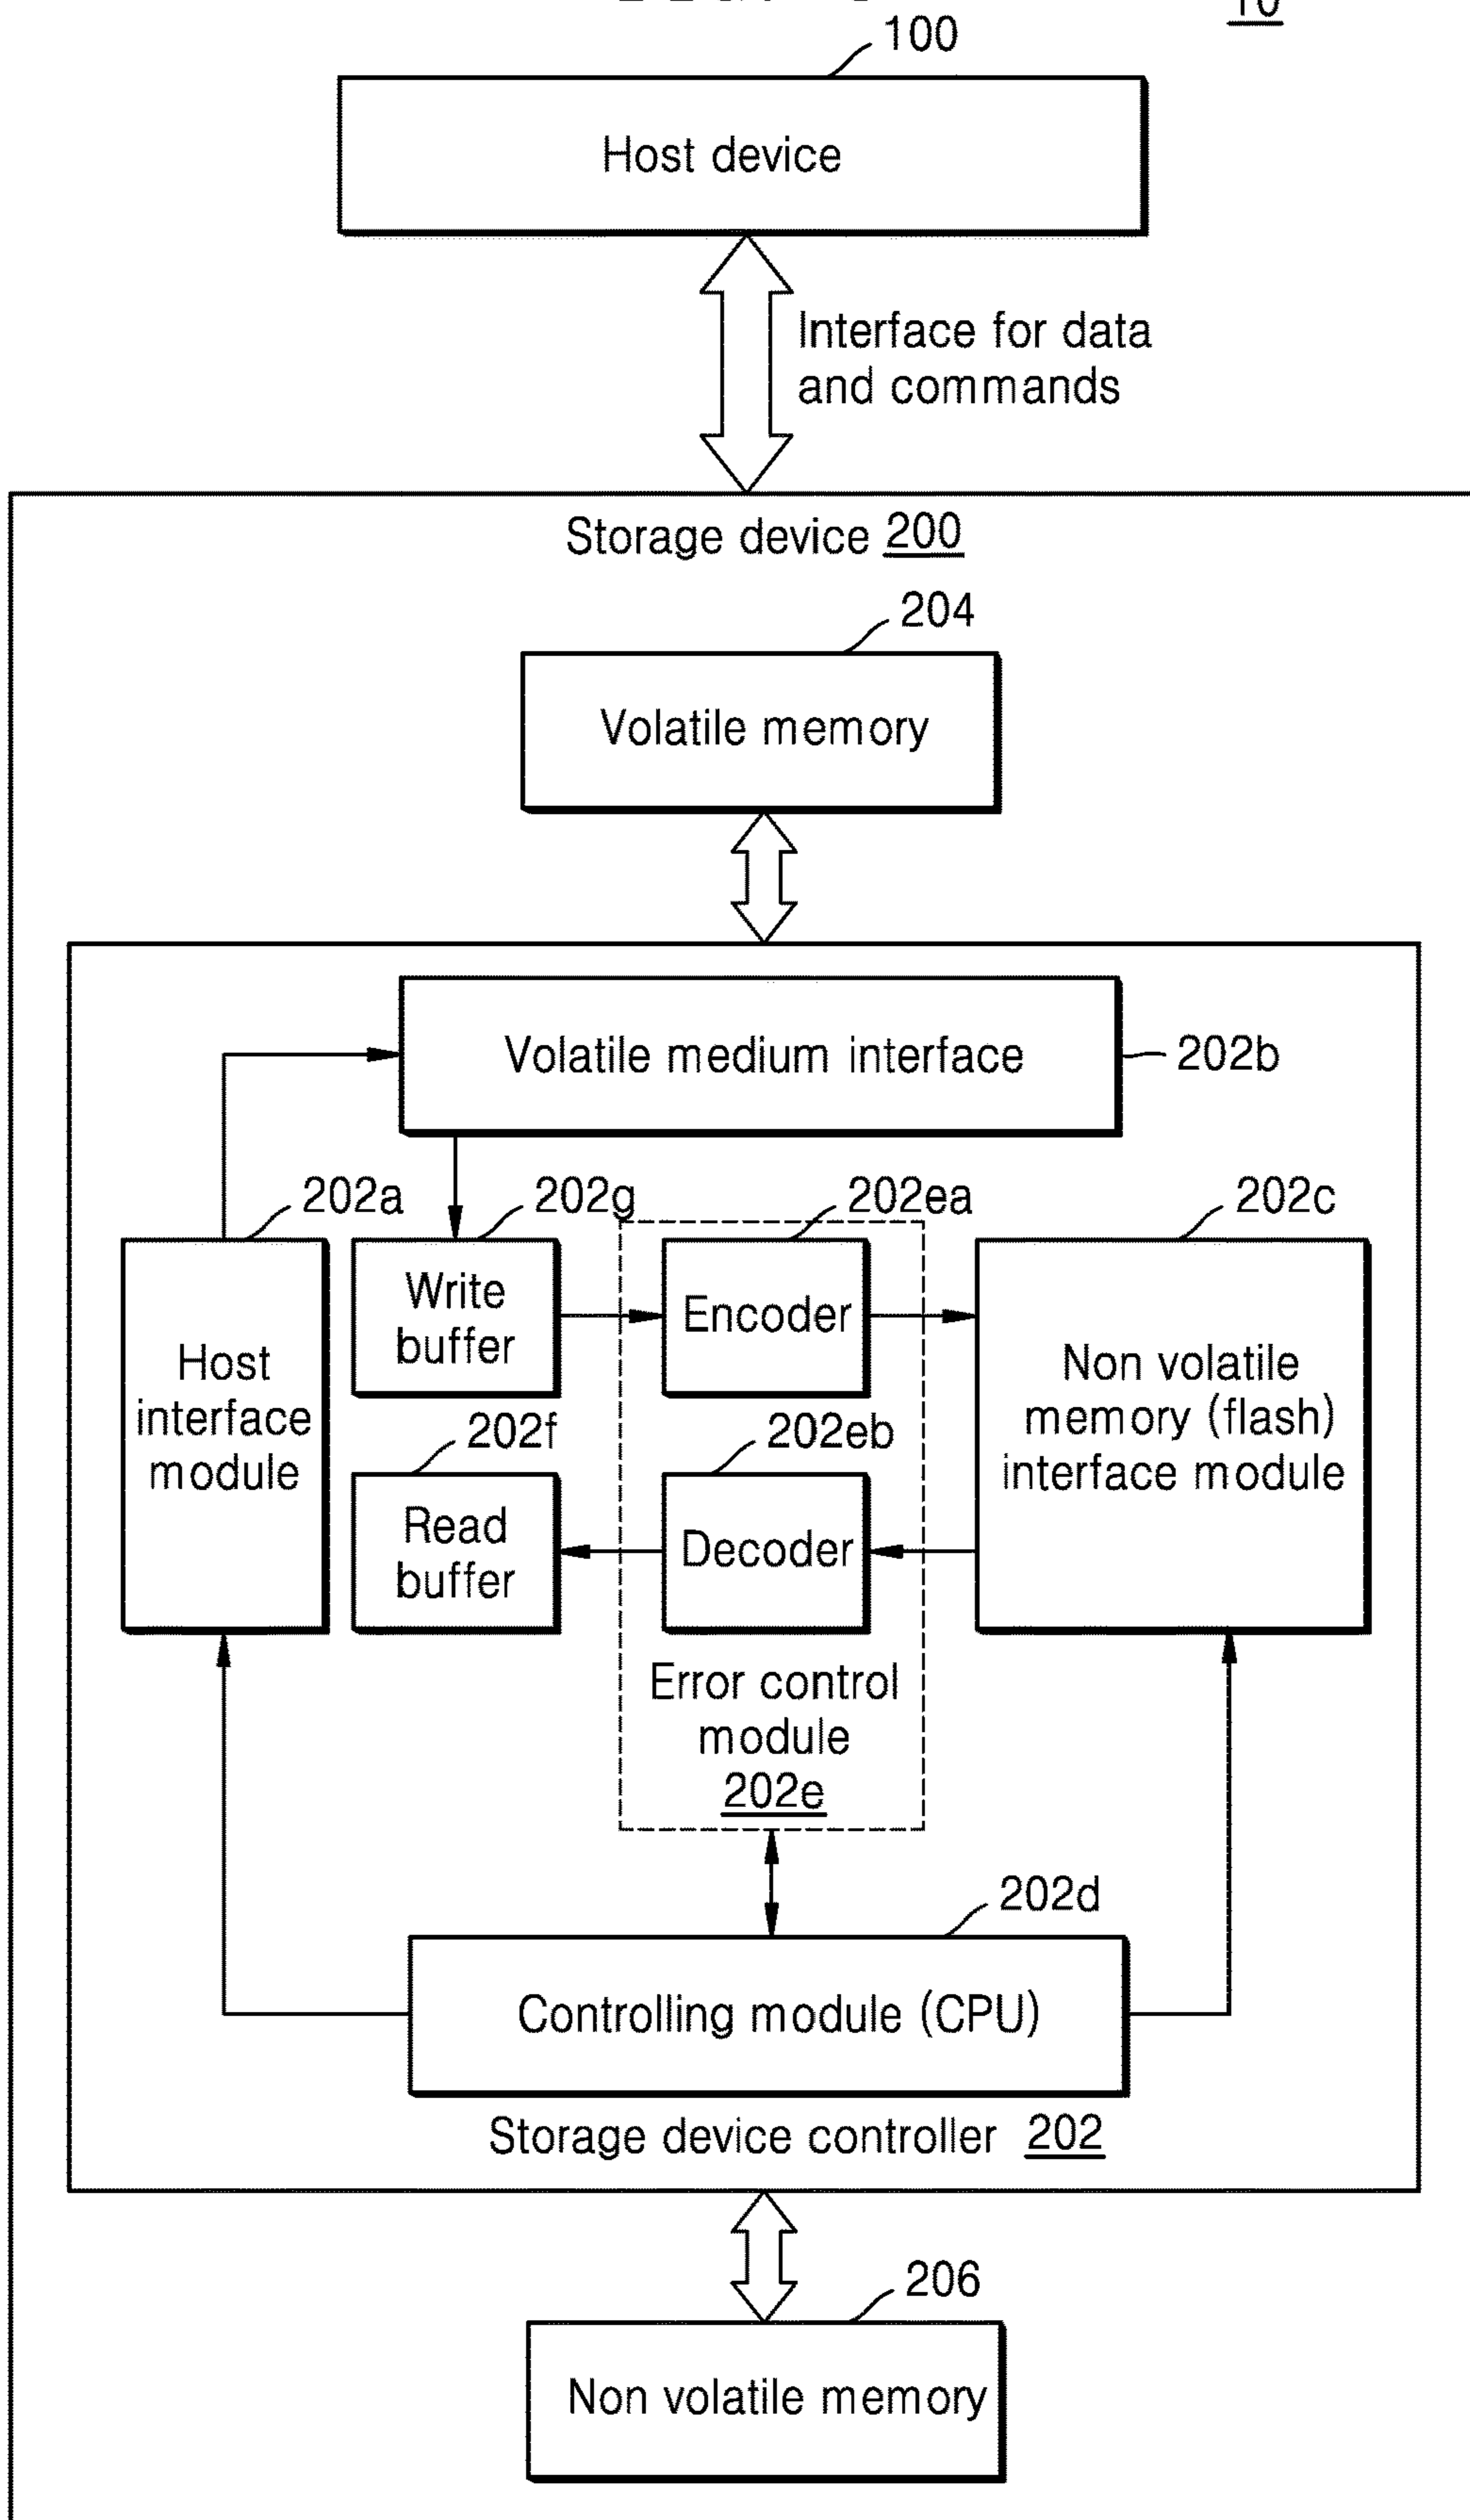 10
100
Host device
Interface for data
and commands
Storage device 200
204
Volatile memory
Volatile medium interface
202b
202a
202g
202ea
202c
Write
buffer
Encoder
Host
interface
module
Non volatile
memory (flash)
interface module
202f
202eb
Read
buffer
Decoder
Error control
module
202e
202d
Controlling module (CPU)
Storage device controller 202
206
Non volatile memory